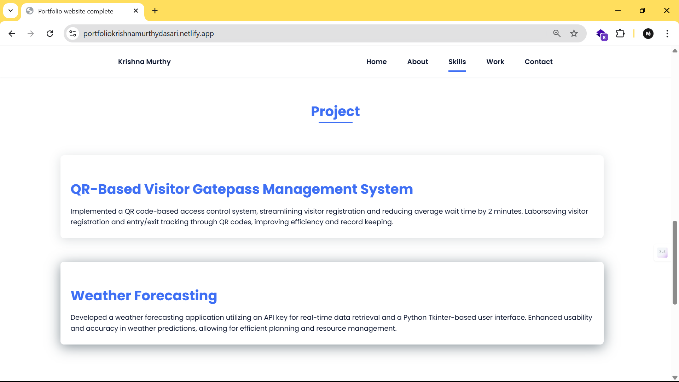 Portfolio website complete
portfoliokrishnamurthydasari.netlify.app
M
Krishna Murthy
Home About Skills Work Contact
Project
QR-Based Visitor Gatepass Management System
Implemented a QR code-based access control system, streamlining visitor registration and reducing average wait time by 2 minutes. Laborsaving visitor
registration and entry/exit tracking through QR codes, improving efficiency and record keeping.
Weather Forecasting
Developed a weather forecasting application utilizing an API key for real-time data retrieval and a Python Tkinter-based user interface. Enhanced usability
and accuracy in weather predictions, allowing for efficient planning and resource management.